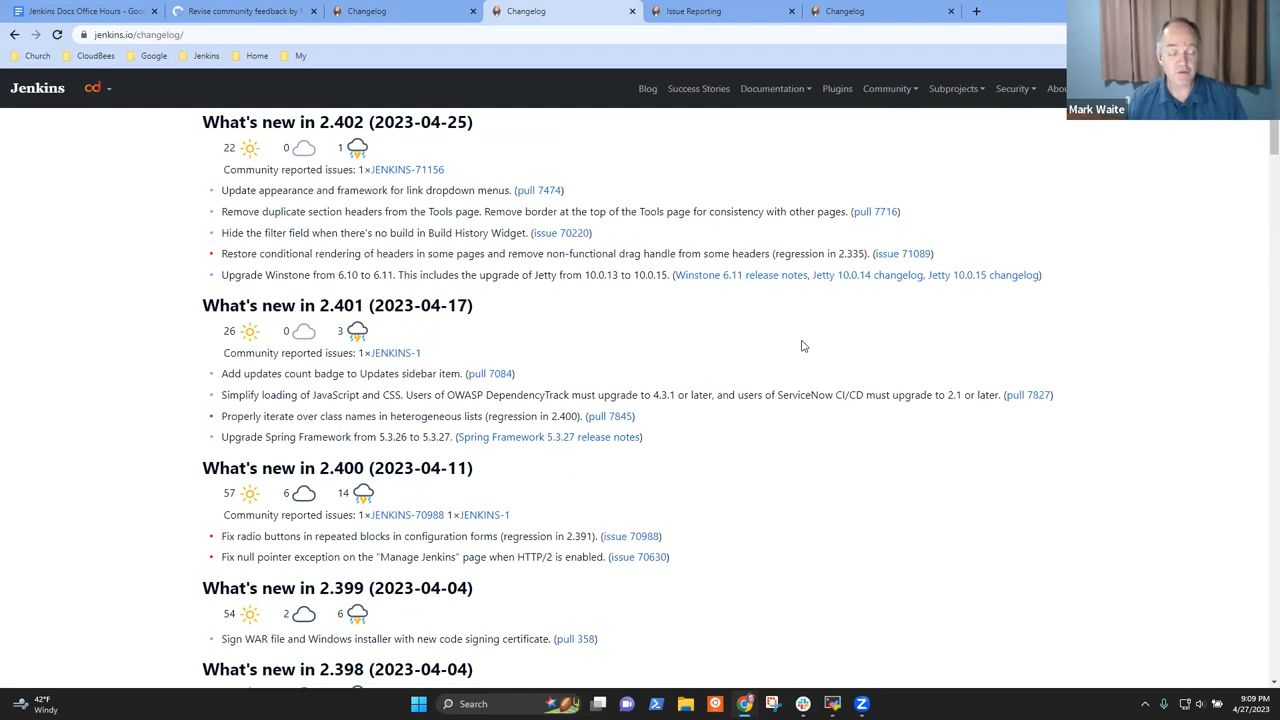 Jenkins Docs Office Hours - Goo
Revise community feedback by M
Changelog
Changelog
Issue Reporting
Changelog
jenkins.io/changelog/
Church
CloudBees
Google
Jenkins
Home
My
Jenkins
cd
Blog
Success Stories
Documentation
Plugins
Community
Subprojects
Security
Abou
Mark Waite
What's new in 2.402 (2023-04-25)
22 0 1
Community reported issues: 1×JENKINS-71156
Update appearance and framework for link dropdown menus. (pull 7474)
Remove duplicate section headers from the Tools page. Remove border at the top of the Tools page for consistency with other pages. (pull 7716)
Hide the filter field when there's no build in Build History Widget. (issue 70220)
Restore conditional rendering of headers in some pages and remove non-functional drag handle from some headers (regression in 2.335). (issue 71089)
Upgrade Winstone from 6.10 to 6.11. This includes the upgrade of Jetty from 10.0.13 to 10.0.15. (Winstone 6.11 release notes, Jetty 10.0.14 changelog, Jetty 10.0.15 changelog)
What's new in 2.401 (2023-04-17)
26 0 3
Community reported issues: 1×JENKINS-1
Add updates count badge to Updates sidebar item. (pull 7084)
Simplify loading of JavaScript and CSS. Users of OWASP DependencyTrack must upgrade to 4.3.1 or later, and users of ServiceNow CI/CD must upgrade to 2.1 or later. (pull 7827)
Properly iterate over class names in heterogeneous lists (regression in 2.400). (pull 7845)
Upgrade Spring Framework from 5.3.26 to 5.3.27. (Spring Framework 5.3.27 release notes)
What's new in 2.400 (2023-04-11)
57 6 14
Community reported issues: 1×JENKINS-70988 1×JENKINS-1
Fix radio buttons in repeated blocks in configuration forms (regression in 2.391). (issue 70988)
Fix null pointer exception on the "Manage Jenkins" page when HTTP/2 is enabled. (issue 70630)
What's new in 2.399 (2023-04-04)
54 2 6
Sign WAR file and Windows installer with new code signing certificate. (pull 358)
What's new in 2.398 (2023-04-04)
42°F
Windy
Search
9:09 PM
4/27/2023